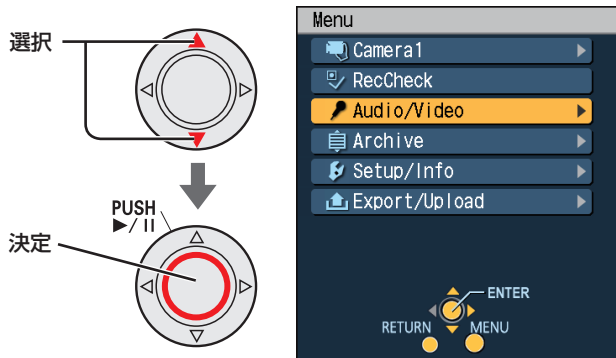 選択
PUSH
▶/II
決定
Menu
Camera1
RecCheck
Audio/Video
Archive
Setup/Info
Export/Upload
ENTER
RETURN
MENU